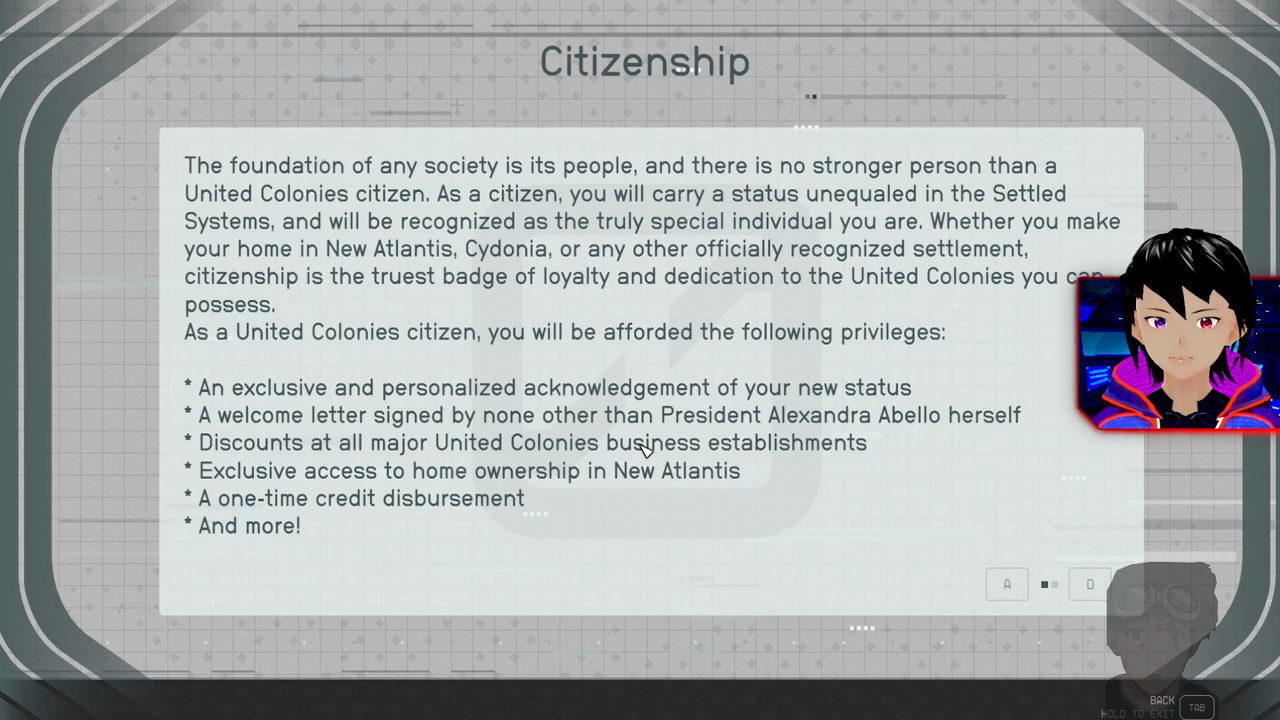 Citizenship
The foundation of any society is its people, and there is no stronger person than a
United Colonies citizen. As a citizen, you will carry a status unequaled in the Settled
Systems, and will be recognized as the truly special individual you are. Whether you make
your home in New Atlantis, Cydonia, or any other officially recognized settlement,
citizenship is the truest badge of loyalty and dedication to the United Colonies you can
possess.
As a United Colonies citizen, you will be afforded the following privileges:
* An exclusive and personalized acknowledgement of your new status
* A welcome letter signed by none other than President Alexandra Abello herself
* Discounts at all major United Colonies business establishments
* Exclusive access to home ownership in New Atlantis
* A one-time credit disbursement
* And more!
A D
BACK
HOLD TO EXIT TAB